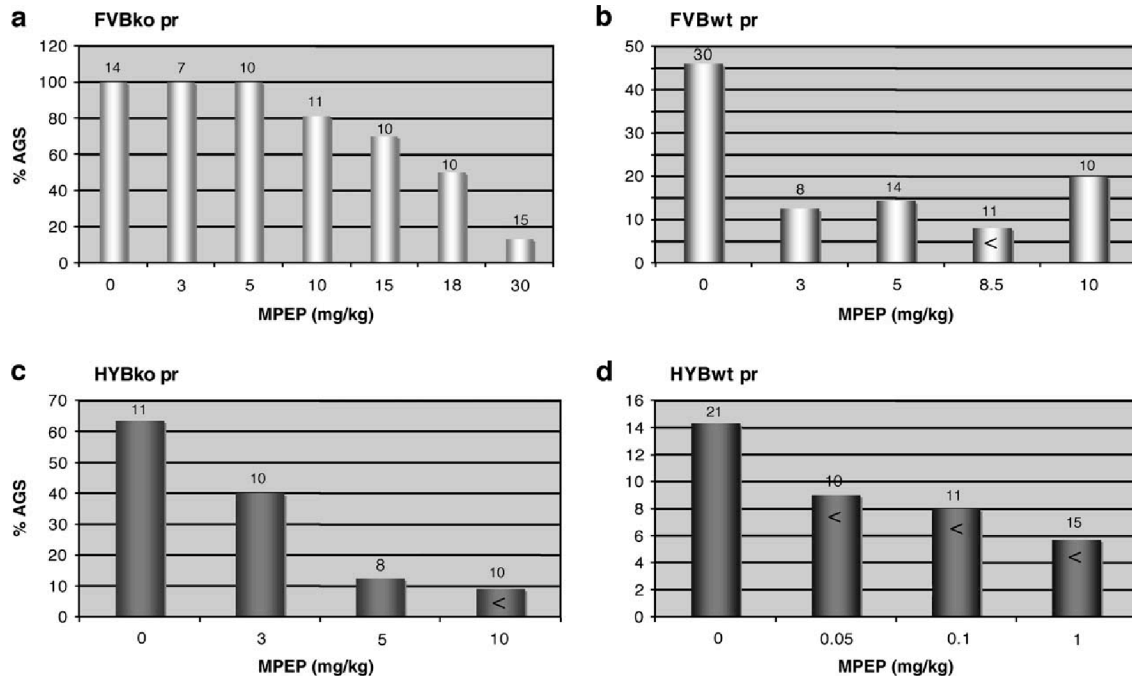 a FVBko pr
% AGS
120
100
80
60
40
20
0
14 7 10 11 10 10 15
0 3 5 10 15 18 30
MPEP (mg/kg)
b FVBwt pr
50
40
30
20
10
0
30 8 14 11 10
<
0 3 5 8.5 10
MPEP (mg/kg)
c HYBko pr
% AGS
70
60
50
40
30
20
10
0
11 10 8 10
<
0 3 5 10
MPEP (mg/kg)
d HYBwt pr
16
14
12
10
8
6
4
2
0
21 10 11 15
< < <
0 0.05 0.1 1
MPEP (mg/kg)